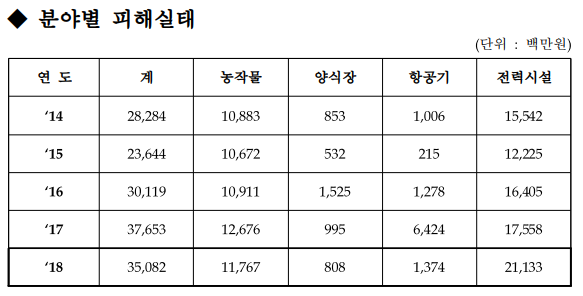 ◆ 분야별 피해실태
(단위 : 백만원)
연 도 계 농작물 양식장 항공기 전력시설
‘14 28,284 10,883 853 1,006 15,542
‘15 23,644 10,672 532 215 12,225
‘16 30,119 10,911 1,525 1,278 16,405
‘17 37,653 12,676 995 6,424 17,558
‘18 35,082 11,767 808 1,374 21,133